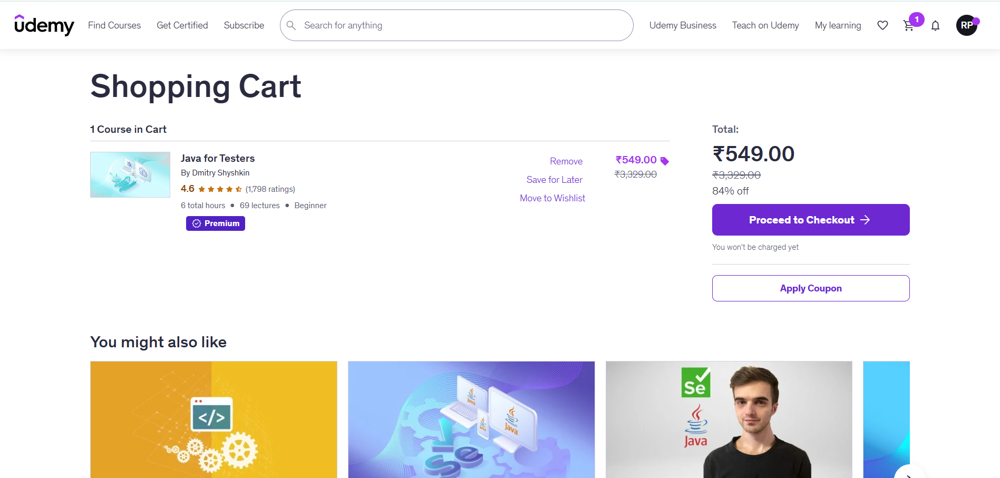 udemy
Find Courses
Get Certified
Subscribe
Search for anything
Udemy Business
Teach on Udemy
My learning
1
RP
Shopping Cart
1 Course in Cart
Java for Testers
By Dmitry Shyshkin
4.6 (1,798 ratings)
6 total hours • 69 lectures • Beginner
Premium
Remove
Save for Later
Move to Wishlist
₹549.00
₹3,329.00
Total:
₹549.00
₹3,329.00
84% off
Proceed to Checkout →
You won't be charged yet
Apply Coupon
You might also like
</>
Java
Java
Java
Se
Se
Java